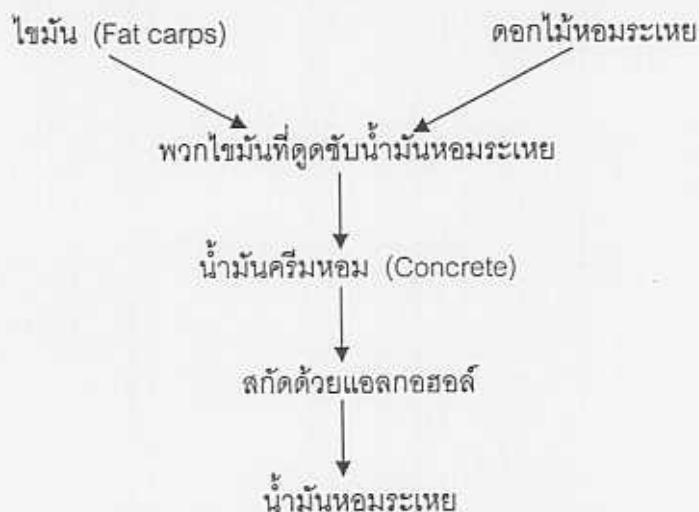 ไขมัน (Fat carps) ดอกไม้หอมระเหย
พวกไขมันที่ดูดซับน้ำมันหอมระเหย
น้ำมันครีมหอม (Concrete)
สกัดด้วยแอลกอฮอล์
น้ำมันหอมระเหย